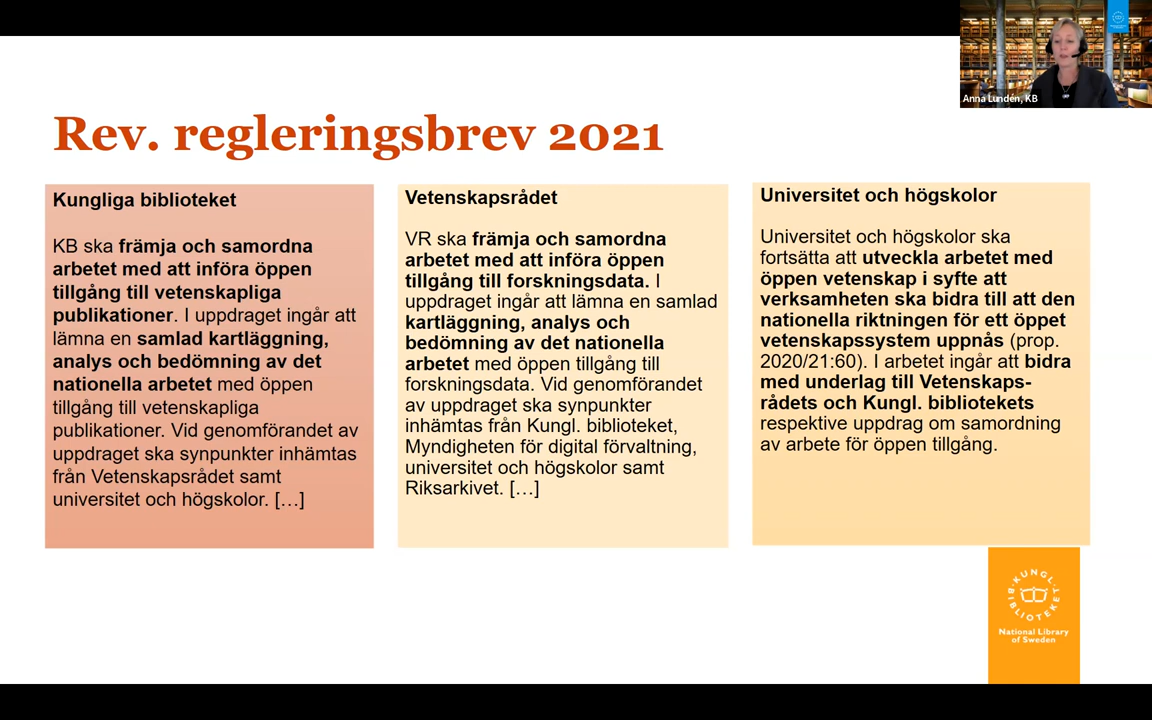 Anna Lundén, KB
Rev. regleringsbrev 2021
Kungliga biblioteket
KB ska främja och samordna
arbetet med att införa öppen
tillgång till vetenskapliga
publikationer. I uppdraget ingår att
lämna en samlad kartläggning,
analys och bedömning av det
nationella arbetet med öppen
tillgång till vetenskapliga
publikationer. Vid genomförandet av
uppdraget ska synpunkter inhämtas
från Vetenskapsrådet samt
universitet och högskolor. […]
Vetenskapsrådet
VR ska främja och samordna
arbetet med att införa öppen
tillgång till forskningsdata. I
uppdraget ingår att lämna en samlad
kartläggning, analys och
bedömning av det nationella
arbetet med öppen tillgång till
forskningsdata. Vid genomförandet
av uppdraget ska synpunkter
inhämtas från Kungl. biblioteket,
Myndigheten för digital förvaltning,
universitet och högskolor samt
Riksarkivet. […]
Universitet och högskolor
Universitet och högskolor ska
fortsätta att utveckla arbetet med
öppen vetenskap i syfte att
verksamheten ska bidra till att den
nationella riktningen för ett öppet
vetenskapssystem uppnås (prop.
2020/21:60). I arbetet ingår att bidra
med underlag till Vetenskaps-
rådets och Kungl. bibliotekets
respektive uppdrag om samordning
av arbete för öppen tillgång.
KUNGL.
BIBLIOTEKET
National Library
of Sweden